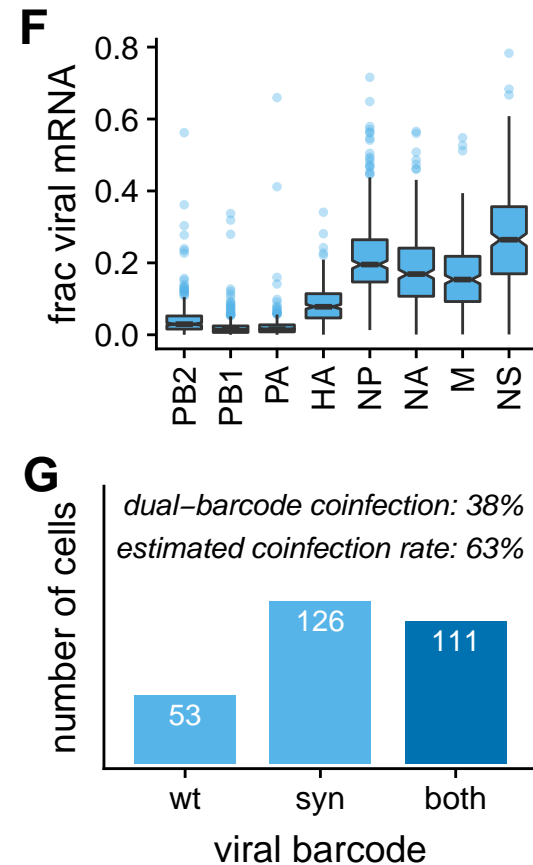 F
frac viral mRNA
0.8
0.6
0.4
0.2
0.0
PB2
PB1
PA
HA
NP
NA
M
NS
G
number of cells
dual−barcode coinfection: 38%
estimated coinfection rate: 63%
53
126
111
wt
syn
both
viral barcode